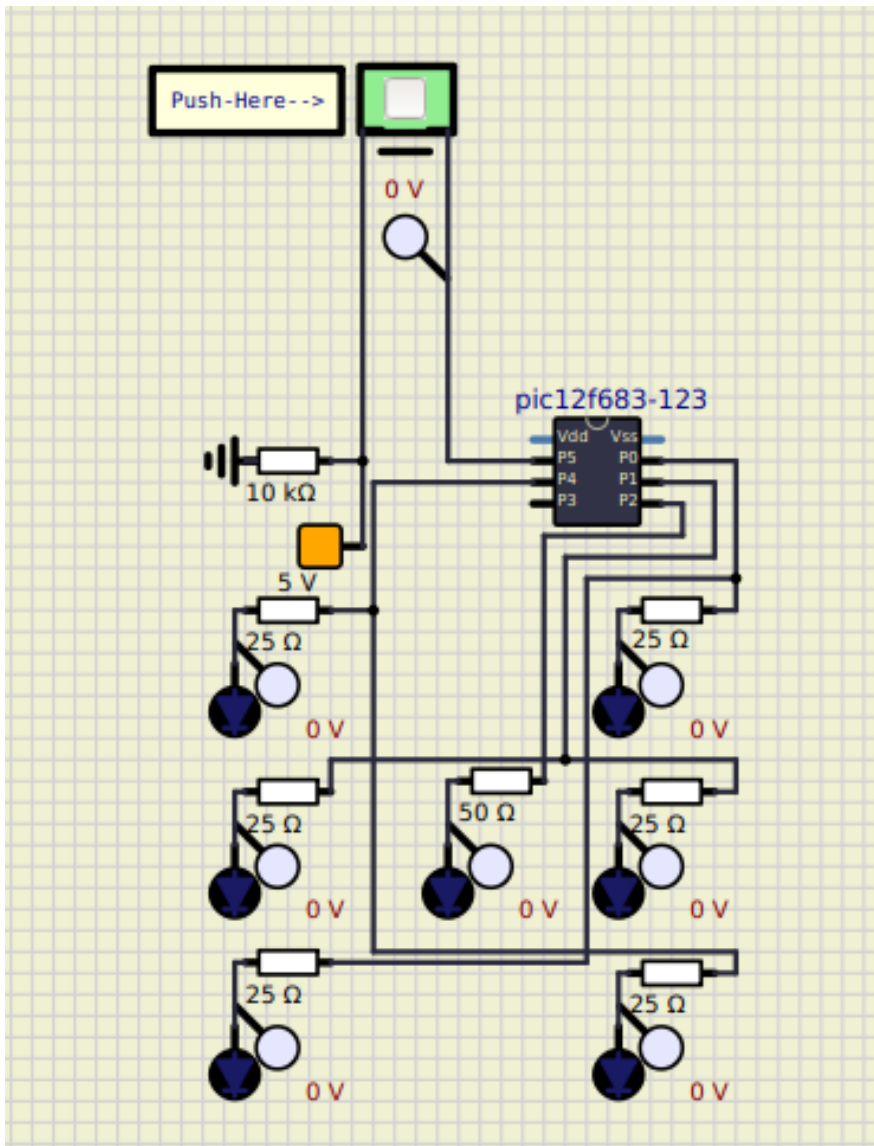 Push-Here-->
0 V
pic12f683-123
Vdd Vss
P5 P0
P4 P1
P3 P2
10 kΩ
5 V
25 Ω
25 Ω
0 V
0 V
25 Ω
50 Ω
25 Ω
0 V
0 V
0 V
25 Ω
25 Ω
0 V
0 V